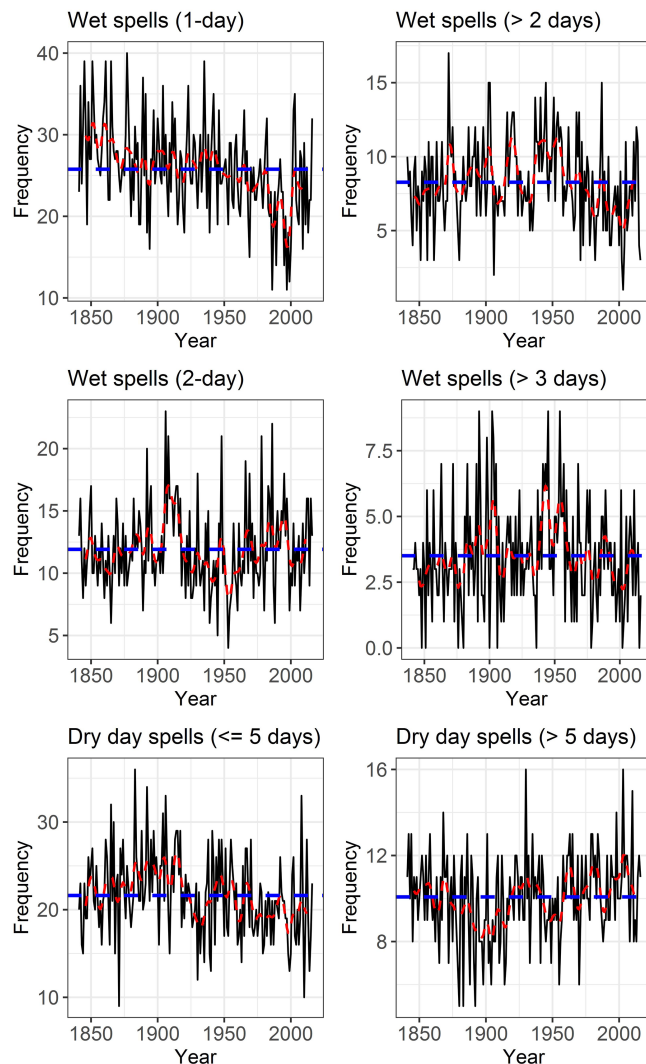 Wet spells (1-day)
Frequency
40
30
20
10
1850 1900 1950 2000
Year
Wet spells (> 2 days)
Frequency
15
10
5
1850 1900 1950 2000
Year
Wet spells (2-day)
Frequency
20
15
10
5
1850 1900 1950 2000
Year
Wet spells (> 3 days)
Frequency
7.5
5.0
2.5
0.0
1850 1900 1950 2000
Year
Dry day spells (<= 5 days)
Frequency
30
20
10
1850 1900 1950 2000
Year
Dry day spells (> 5 days)
Frequency
16
12
8
1850 1900 1950 2000
Year